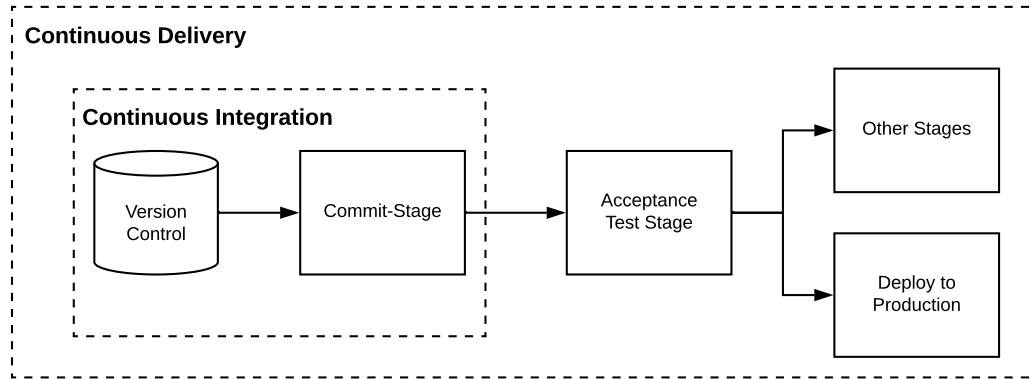 Continuous Delivery
Continuous Integration
Version
Control
Commit-Stage
Acceptance
Test Stage
Other Stages
Deploy to
Production